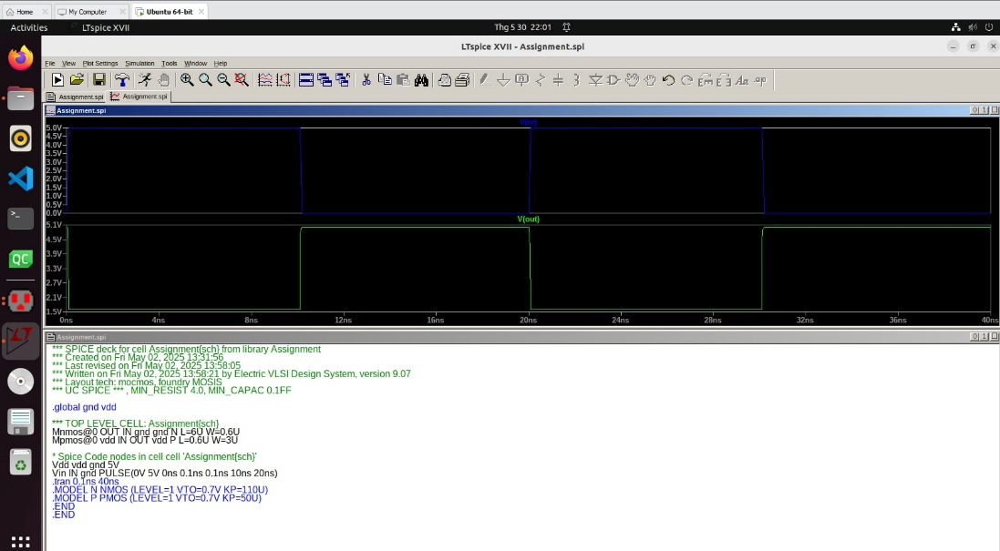 Home
My Computer
Ubuntu 64-bit
Activities
LTspice XVII
Thg 5 30 22:01
LTspice XVII - Assignment.spi
File View Plot Settings Simulation Tools Window Help
Assignment.spi
Assignment.spi
Assignment.spi
V(in)
5.0V
4.5V
4.0V
3.5V
3.0V
2.5V
2.0V
1.5V
1.0V
0.5V
0.0V
V(out)
5.1V
4.5V
3.9V
3.3V
2.7V
2.1V
1.5V
0ns 4ns 8ns 12ns 16ns 20ns 24ns 28ns 32ns 36ns 40ns
QC
Assignment.spi
*** SPICE deck for cell Assignment{sch} from library Assignment
*** Created on Fri May 02, 2025 13:31:56
*** Last revised on Fri May 02, 2025 13:58:05
*** Written on Fri May 02, 2025 13:58:21 by Electric VLSI Design System, version 9.07
*** Layout tech: mocmos, foundry MOSIS
*** UC SPICE *** , MIN_RESIST 4.0, MIN_CAPAC 0.1FF
.global gnd vdd
*** TOP LEVEL CELL: Assignment{sch}
Mnmos@0 OUT IN gnd gnd N L=6U W=0.6U
Mpmos@0 vdd IN OUT vdd P L=0.6U W=3U
* Spice Code nodes in cell cell 'Assignment{sch}'
Vdd vdd gnd 5V
Vin IN gnd PULSE(0V 5V 0ns 0.1ns 0.1ns 10ns 20ns)
.tran 0.1ns 40ns
.MODEL N NMOS (LEVEL=1 VTO=0.7V KP=110U)
.MODEL P PMOS (LEVEL=1 VTO=0.7V KP=50U)
.END
.END